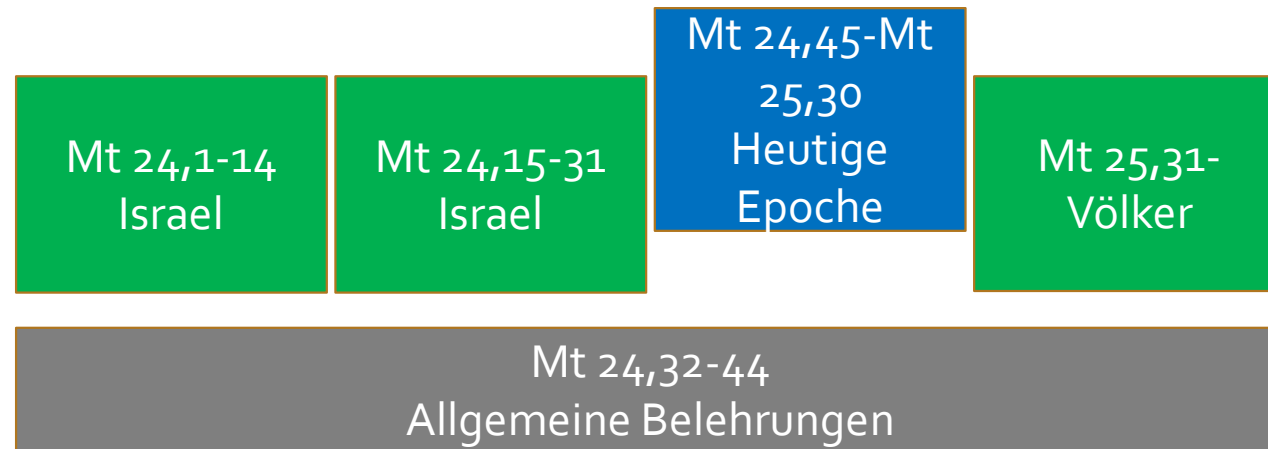 Mt 24,1-14
Israel
Mt 24,15-31
Israel
Mt 24,45-Mt
25,30
Heutige
Epoche
Mt 25,31-
Völker
Mt 24,32-44
Allgemeine Belehrungen